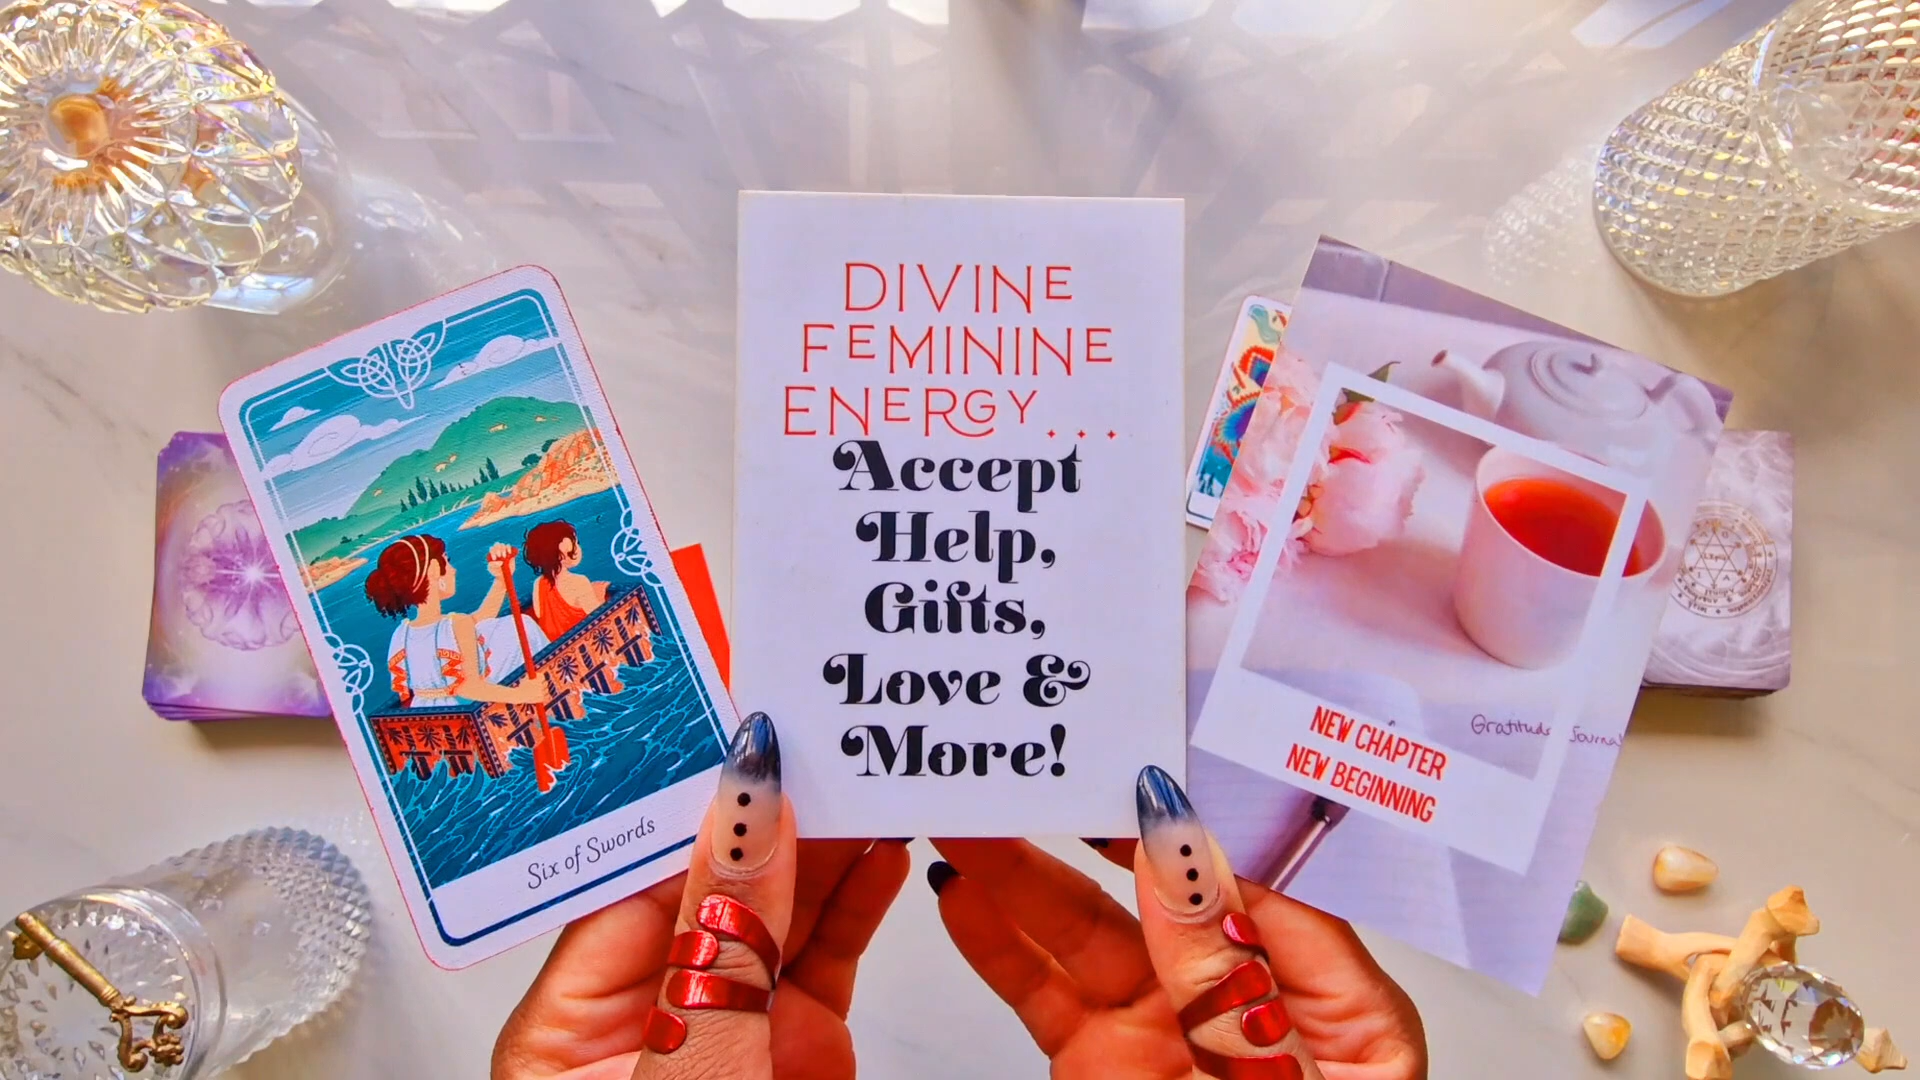 DIVINE
FEMININE
ENERGY...
Accept
Help,
Gifts,
Love &
More!
Six of Swords
Gratitude Journal
NEW CHAPTER
NEW BEGINNING